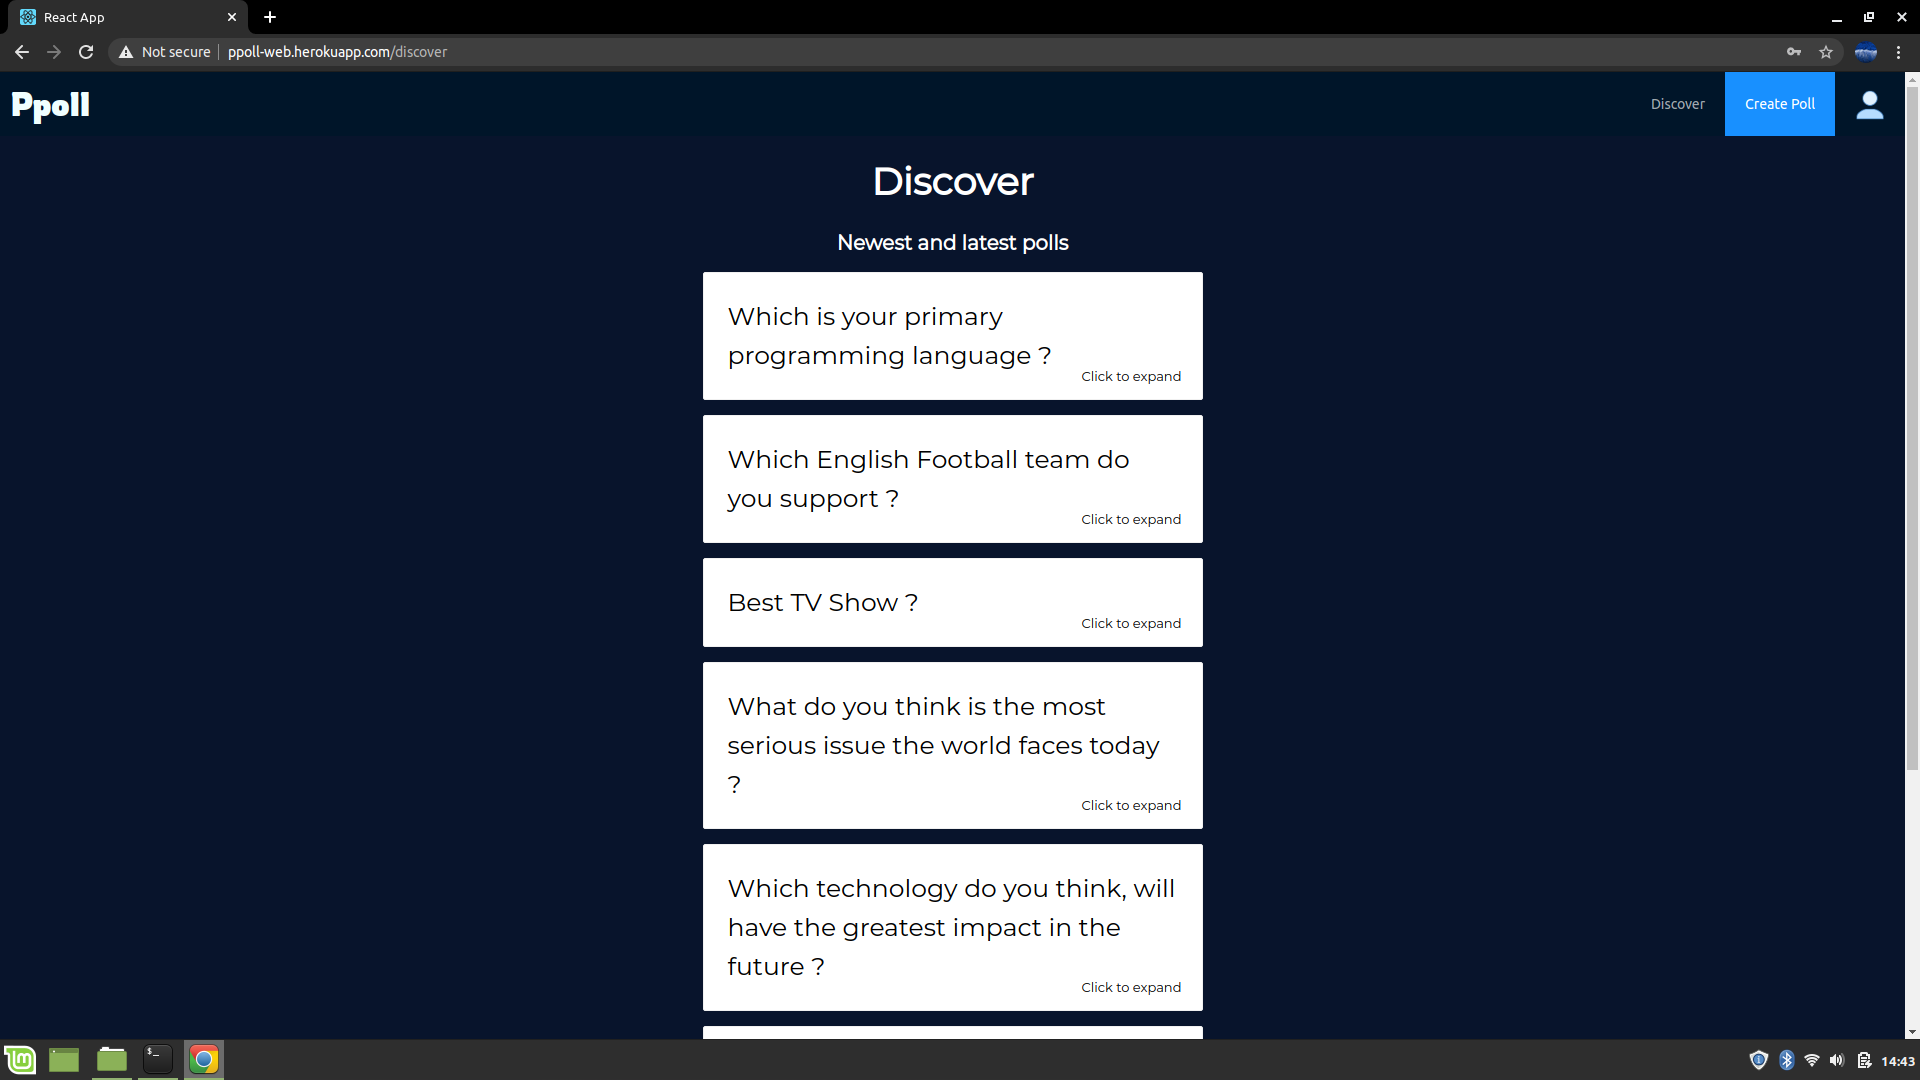 React App
Not secure
ppoll-web.herokuapp.com/discover
Ppoll
Discover
Create Poll
Discover
Newest and latest polls
Which is your primary
programming language ?
Click to expand
Which English Football team do
you support ?
Click to expand
Best TV Show ?
Click to expand
What do you think is the most
serious issue the world faces today
?
Click to expand
Which technology do you think, will
have the greatest impact in the
future ?
Click to expand
$_
14:43